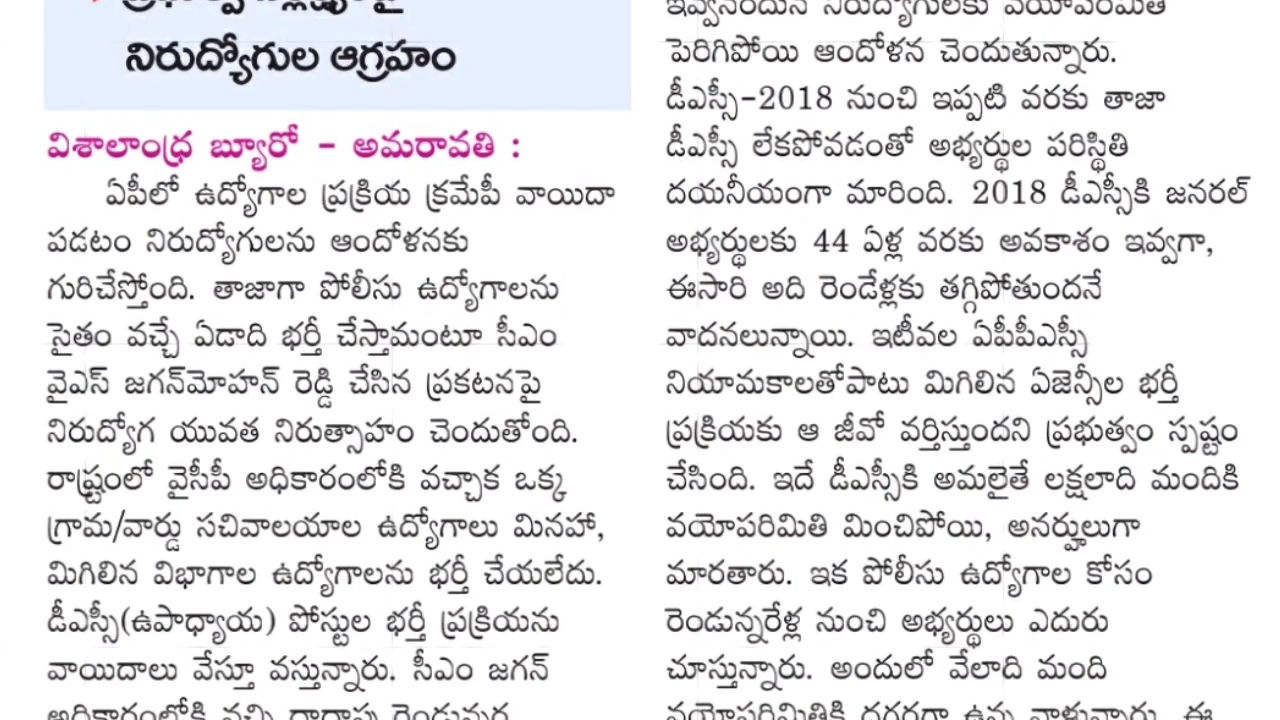 నిరుద్యోగుల ఆగ్రహం
విశాలాంధ్ర బ్యూరో - అమరావతి :
ఏపీలో ఉద్యోగాల ప్రక్రియ క్రమేపీ వాయిదా
పడటం నిరుద్యోగులను ఆందోళనకు
గురిచేస్తోంది. తాజాగా పోలీసు ఉద్యోగాలను
సైతం వచ్చే ఏడాది భర్తీ చేస్తామంటూ సీఎం
వైఎస్ జగన్‌మోహన్ రెడ్డి చేసిన ప్రకటనపై
నిరుద్యోగ యువత నిరుత్సాహం చెందుతోంది.
రాష్ట్రంలో వైసీపీ అధికారంలోకి వచ్చాక ఒక్క
గ్రామ/వార్డు సచివాలయాల ఉద్యోగాలు మినహా,
మిగిలిన విభాగాల ఉద్యోగాలను భర్తీ చేయలేదు.
డీఎస్సీ(ఉపాధ్యాయ) పోస్టుల భర్తీ ప్రక్రియను
వాయిదాలు వేస్తూ వస్తున్నారు. సీఎం జగన్
పెరిగిపోయి ఆందోళన చెందుతున్నారు.
డీఎస్సీ-2018 నుంచి ఇప్పటి వరకు తాజా
డీఎస్సీ లేకపోవడంతో అభ్యర్థుల పరిస్థితి
దయనీయంగా మారింది. 2018 డీఎస్సీకి జనరల్
అభ్యర్థులకు 44 ఏళ్ల వరకు అవకాశం ఇవ్వగా,
ఈసారి అది రెండేళ్లకు తగ్గిపోతుందనే
వాదనలున్నాయి. ఇటీవల ఏపీపీఎస్సీ
నియామకాలతోపాటు మిగిలిన ఏజెన్సీల భర్తీ
ప్రక్రియకు ఆ జీవో వర్తిస్తుందని ప్రభుత్వం స్పష్టం
చేసింది. ఇదే డీఎస్సీకి అమలైతే లక్షలాది మందికి
వయోపరిమితి మించిపోయి, అనర్హులుగా
మారతారు. ఇక పోలీసు ఉద్యోగాల కోసం
రెండున్నరేళ్ల నుంచి అభ్యర్థులు ఎదురు
చూస్తున్నారు. అందులో వేలాది మంది